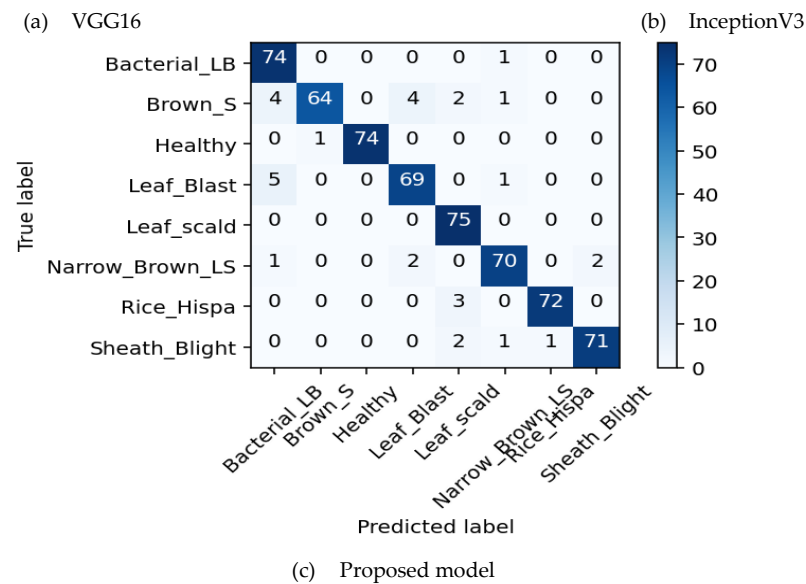 (a) VGG16 (b) InceptionV3
Bacterial_LB 74 0 0 0 0 1 0 0
Brown_S 4 64 0 4 2 1 0 0
Healthy 0 1 74 0 0 0 0 0
Leaf_Blast 5 0 0 69 0 1 0 0
Leaf_scald 0 0 0 0 75 0 0 0
Narrow_Brown_LS 1 0 0 2 0 70 0 2
Rice_Hispa 0 0 0 0 3 0 72 0
Sheath_Blight 0 0 0 0 2 1 1 71
True label
70
60
50
40
30
20
10
0
Bacterial_LB
Brown_S
Healthy
Leaf_Blast
Leaf_scald
Narrow_Brown_LS
Rice_Hispa
Sheath_Blight
Predicted label
(c) Proposed model